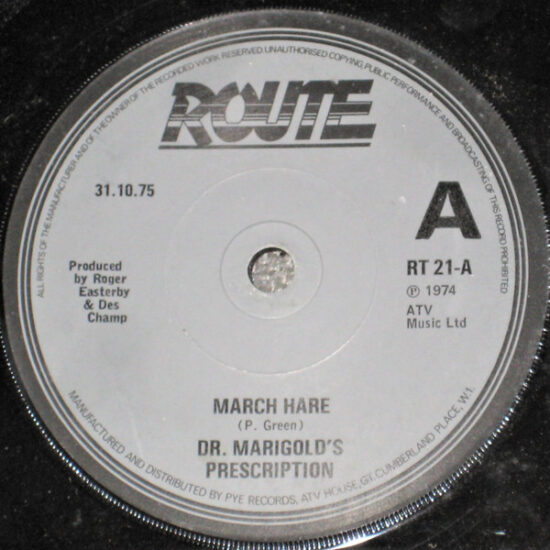 ALL RIGHTS OF THE MANUFACTURER AND OF THE OWNER OF THE RECORDED WORK RESERVED. UNAUTHORISED COPYING, PUBLIC PERFORMANCE AND BROADCASTING OF THIS RECORD PROHIBITED
ROUTE
31.10.75
A
Produced
by Roger
Easterby
& Des
Champ
RT 21-A
℗ 1974
ATV
Music Ltd
MARCH HARE
(P. Green)
DR. MARIGOLD'S
PRESCRIPTION
MANUFACTURED AND DISTRIBUTED BY PYE RECORDS, ATV HOUSE, GT. CUMBERLAND PLACE, W.1.